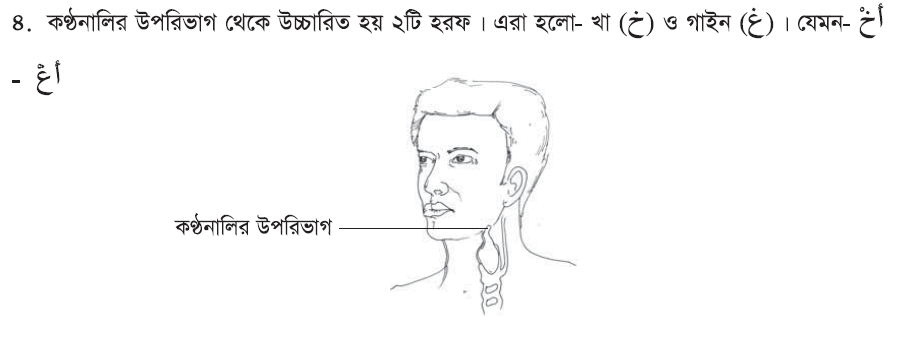 ৪. কণ্ঠনালির উপরিভাগ থেকে উচ্চারিত হয় ২টি হরফ । এরা হলো- খা (خ) ও গাইন (غ) । যেমন- أَخْ
- أَغْ
কণ্ঠনালির উপরিভাগ